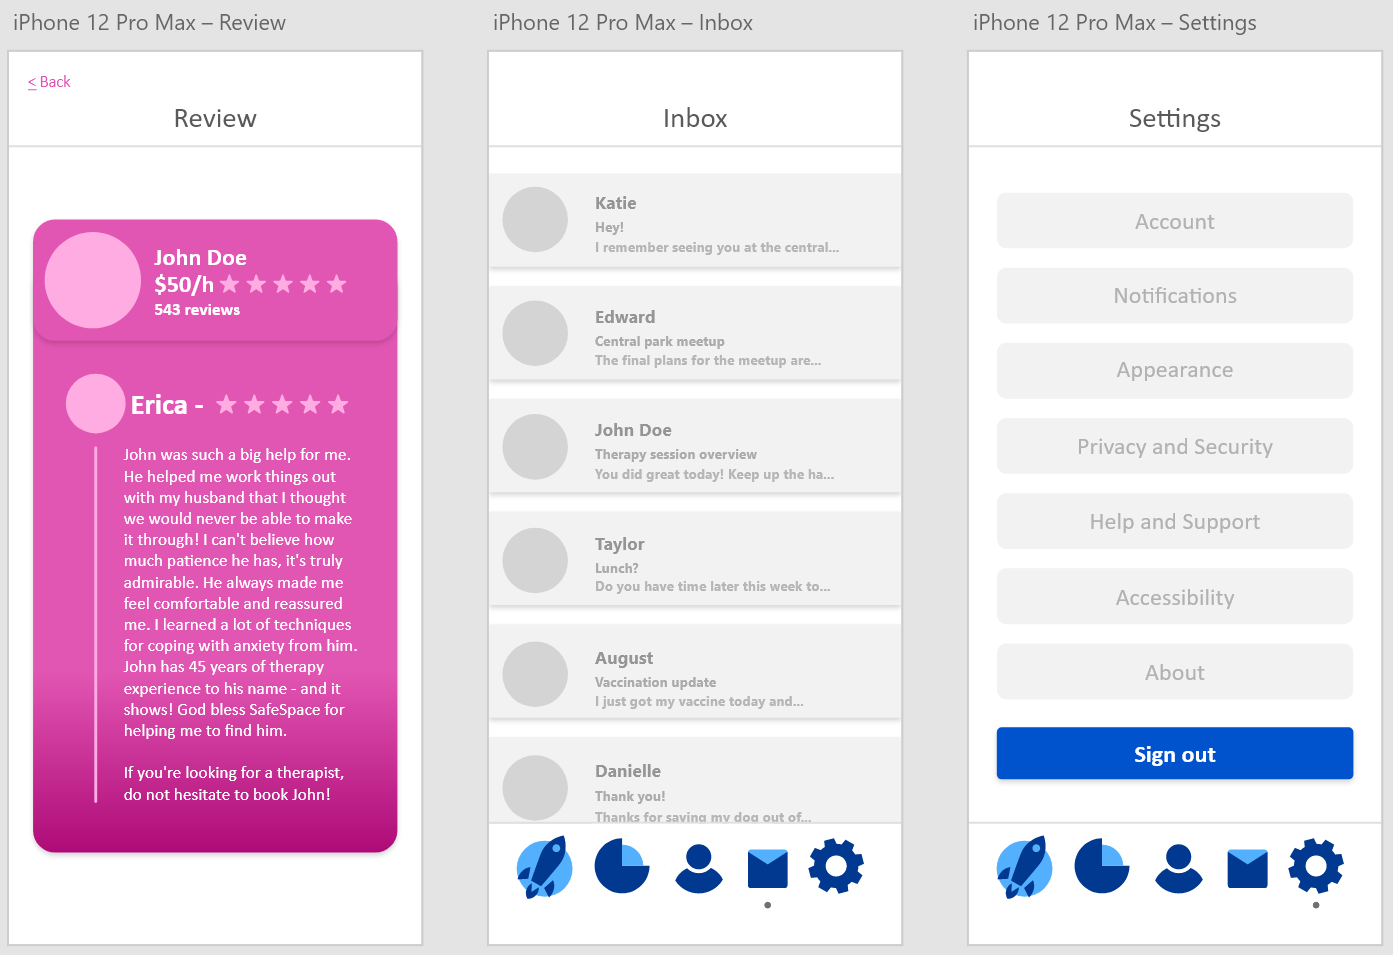 iPhone 12 Pro Max – Review
< Back
Review
John Doe
$50/h
543 reviews
Erica -
John was such a big help for me.
He helped me work things out
with my husband that I thought
we would never be able to make
it through! I can't believe how
much patience he has, it's truly
admirable. He always made me
feel comfortable and reassured
me. I learned a lot of techniques
for coping with anxiety from him.
John has 45 years of therapy
experience to his name - and it
shows! God bless SafeSpace for
helping me to find him.
If you're looking for a therapist,
do not hesitate to book John!
iPhone 12 Pro Max – Inbox
Inbox
Katie
Hey!
I remember seeing you at the central...
Edward
Central park meetup
The final plans for the meetup are...
John Doe
Therapy session overview
You did great today! Keep up the ha...
Taylor
Lunch?
Do you have time later this week to...
August
Vaccination update
I just got my vaccine today and...
Danielle
Thank you!
Thanks for saving my dog out of...
iPhone 12 Pro Max – Settings
Settings
Account
Notifications
Appearance
Privacy and Security
Help and Support
Accessibility
About
Sign out